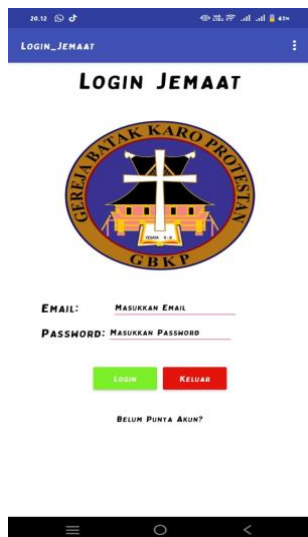 20.12
LOGIN_JEMAAT
LOGIN JEMAAT
GEREJA BATAK KARO PROTESTAN
GBKP
EMAIL: MASUKKAN EMAIL
PASSWORD: MASUKKAN PASSWORD
LOGIN KELUAR
BELUM PUNYA AKUN?